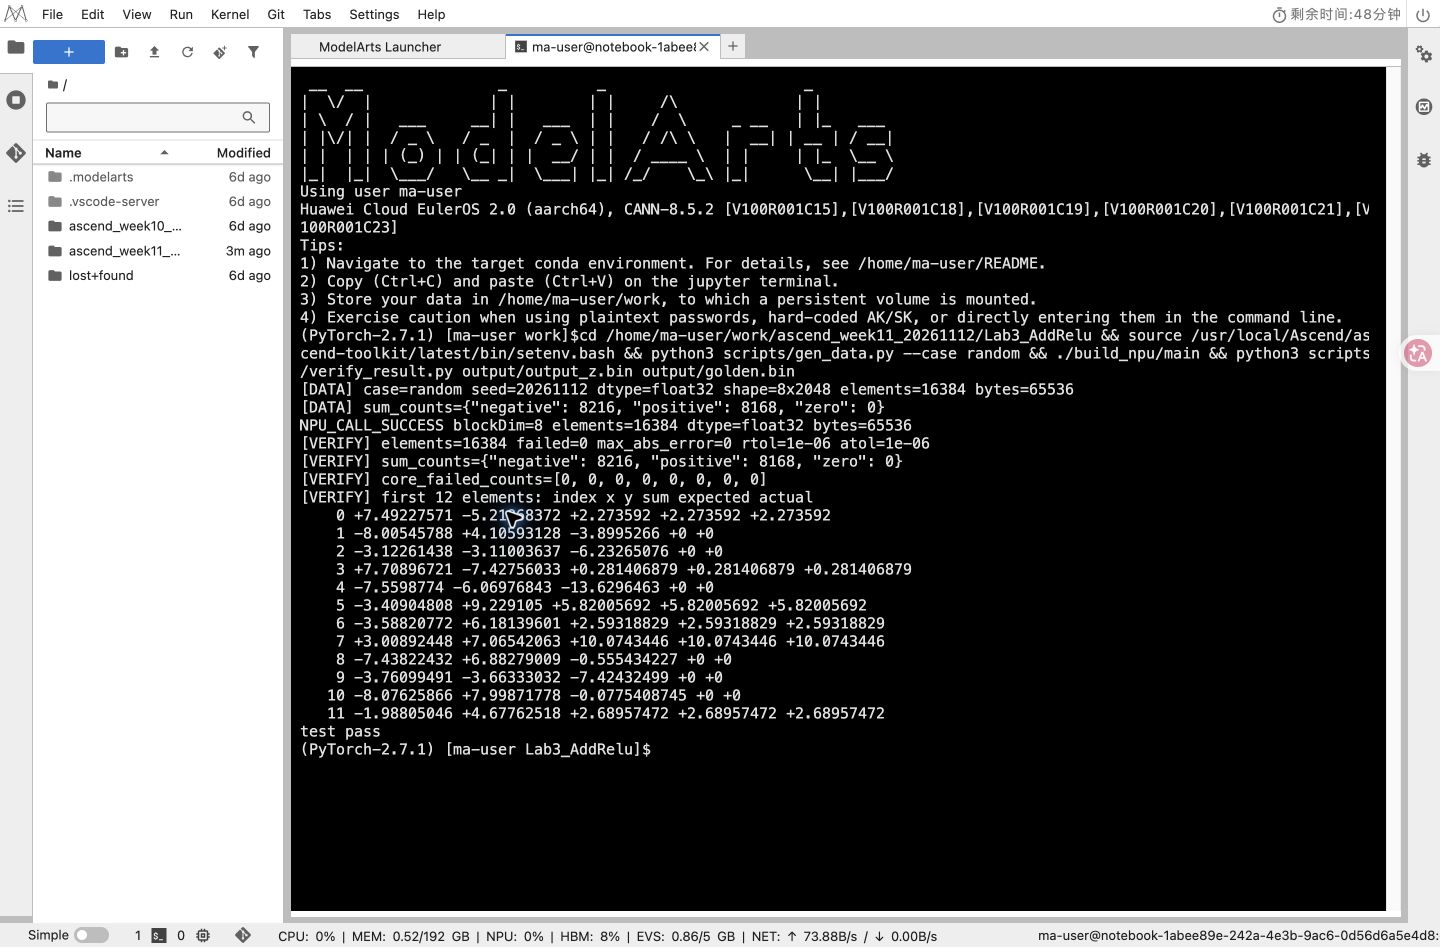 File Edit View Run Kernel Git Tabs Settings Help
剩余时间:48分钟
ModelArts Launcher
ma-user@notebook-1abee8
/
Name Modified
.modelarts 6d ago
.vscode-server 6d ago
ascend_week10_... 6d ago
ascend_week11_... 3m ago
lost+found 6d ago
Using user ma-user
Huawei Cloud EulerOS 2.0 (aarch64), CANN-8.5.2 [V100R001C15],[V100R001C18],[V100R001C19],[V100R001C20],[V100R001C21],[V
100R001C23]
Tips:
1) Navigate to the target conda environment. For details, see /home/ma-user/README.
2) Copy (Ctrl+C) and paste (Ctrl+V) on the jupyter terminal.
3) Store your data in /home/ma-user/work, to which a persistent volume is mounted.
4) Exercise caution when using plaintext passwords, hard-coded AK/SK, or directly entering them in the command line.
(PyTorch-2.7.1) [ma-user work]$cd /home/ma-user/work/ascend_week11_20261112/Lab3_AddRelu && source /usr/local/Ascend/as
cend-toolkit/latest/bin/setenv.bash && python3 scripts/gen_data.py --case random && ./build_npu/main && python3 scripts
/verify_result.py output/output_z.bin output/golden.bin
[DATA] case=random seed=20261112 dtype=float32 shape=8x2048 elements=16384 bytes=65536
[DATA] sum_counts={"negative": 8216, "positive": 8168, "zero": 0}
NPU_CALL_SUCCESS blockDim=8 elements=16384 dtype=float32 bytes=65536
[VERIFY] elements=16384 failed=0 max_abs_error=0 rtol=1e-06 atol=1e-06
[VERIFY] sum_counts={"negative": 8216, "positive": 8168, "zero": 0}
[VERIFY] core_failed_counts=[0, 0, 0, 0, 0, 0, 0, 0]
[VERIFY] first 12 elements: index x y sum expected actual
0 +7.49227571 +2.273592 +2.273592 +2.273592
1 -8.00545788 +4.10593128 -3.8995266 +0 +0
2 -3.12261438 -3.11003637 -6.23265076 +0 +0
3 +7.70896721 -7.42756033 +0.281406879 +0.281406879 +0.281406879
4 -7.5598774 -6.06976843 -13.6296463 +0 +0
5 -3.40904808 +9.229105 +5.82005692 +5.82005692 +5.82005692
6 -3.58820772 +6.18139601 +2.59318829 +2.59318829 +2.59318829
7 +3.00892448 +7.06542063 +10.0743446 +10.0743446 +10.0743446
8 -7.43822432 +6.88279009 -0.555434227 +0 +0
9 -3.76099491 -3.66333032 -7.42432499 +0 +0
10 -8.07625866 +7.99871778 -0.0775408745 +0 +0
11 -1.98805046 +4.67762518 +2.68957472 +2.68957472 +2.68957472
test pass
(PyTorch-2.7.1) [ma-user Lab3_AddRelu]$
Simple 1 0 CPU: 0% | MEM: 0.52/192 GB | NPU: 0% | HBM: 8% | EVS: 0.86/5 GB | NET: ↑ 73.88B/s / ↓ 0.00B/s ma-user@notebook-1abee89e-242a-4e3b-9ac6-0d56d6a5e4d8: